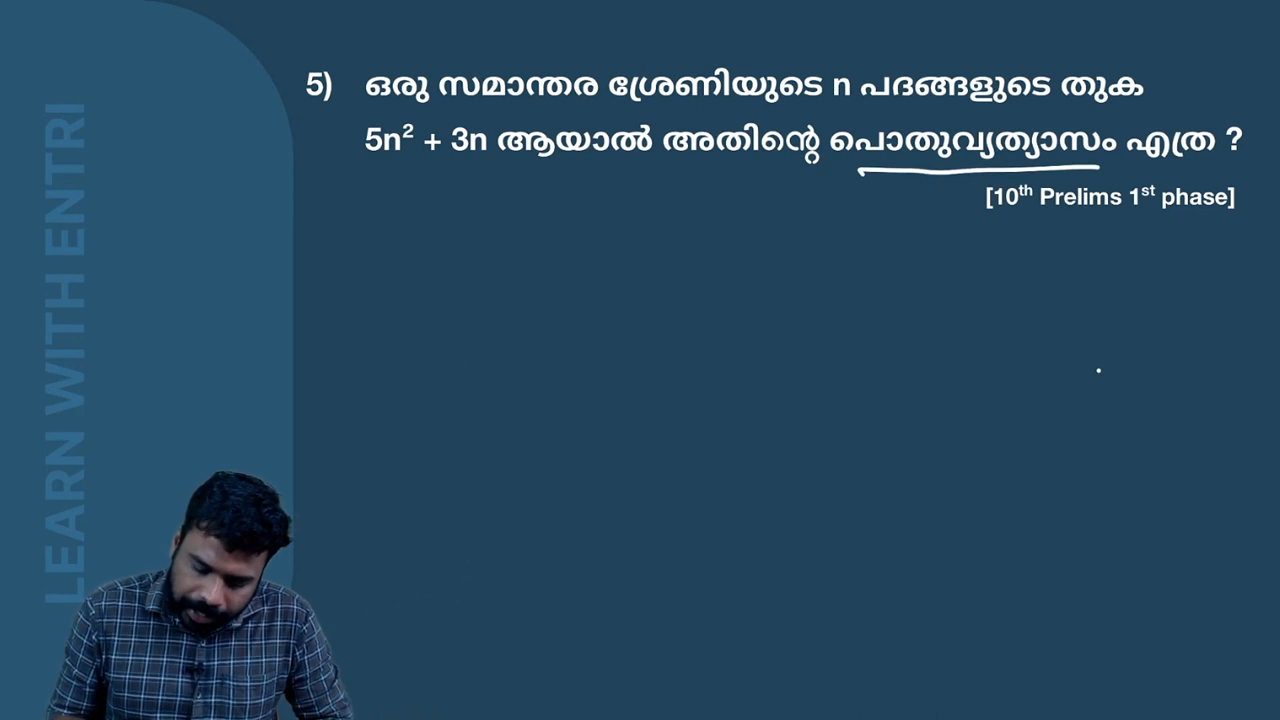 5) ഒരു സമാന്തര ശ്രേണിയുടെ n പദങ്ങളുടെ തുക
5n² + 3n ആയാൽ അതിന്റെ പൊതുവ്യത്യാസം എത്ര ?
[10th Prelims 1st phase]
LEARN WITH ENTRI